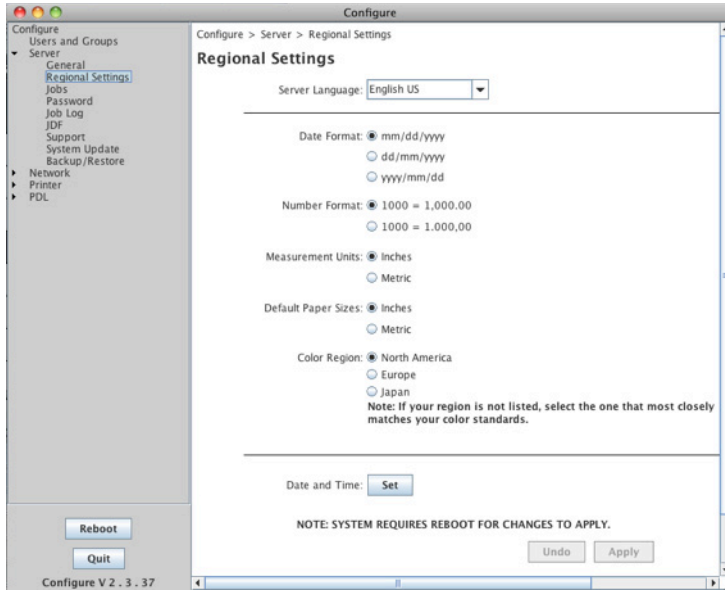 Configure
Configure
Users and Groups
Server
General
Regional Settings
Jobs
Password
Job Log
JDF
Support
System Update
Backup/Restore
Network
Printer
PDL
Reboot
Quit
Configure V 2 . 3 . 37
Configure > Server > Regional Settings
Regional Settings
Server Language: English US
Date Format: mm/dd/yyyy
dd/mm/yyyy
yyyy/mm/dd
Number Format: 1000 = 1,000.00
1000 = 1.000,00
Measurement Units: Inches
Metric
Default Paper Sizes: Inches
Metric
Color Region: North America
Europe
Japan
Note: If your region is not listed, select the one that most closely
matches your color standards.
Date and Time: Set
NOTE: SYSTEM REQUIRES REBOOT FOR CHANGES TO APPLY.
Undo Apply